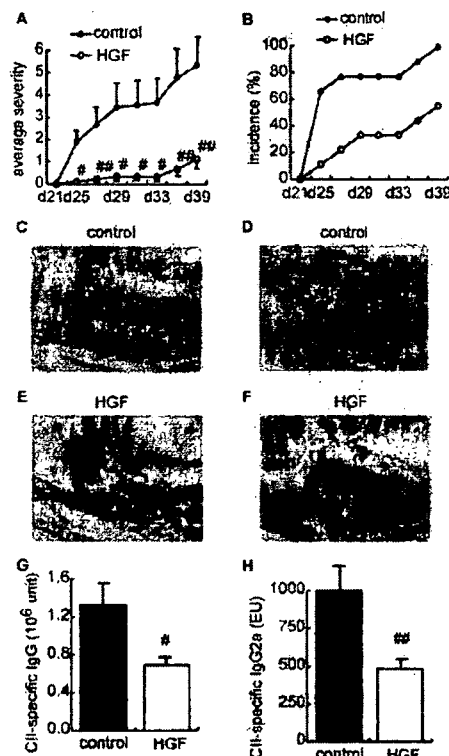 A
control
HGF
average severity
6
5
4
3
2
1
0
# ## # # # ## ##
d21 d25 d29 d33 d39
B
control
HGF
incidence (%)
100
80
60
40
20
0
d21 d25 d29 d33 d39
C
control
D
control
E
HGF
F
HGF
G
CII-specific IgG (10⁶ unit)
1.6
1.2
0.8
0.4
0.0
#
control HGF
H
CII-specific IgG2a (EU)
1000
750
500
250
0
##
control HGF